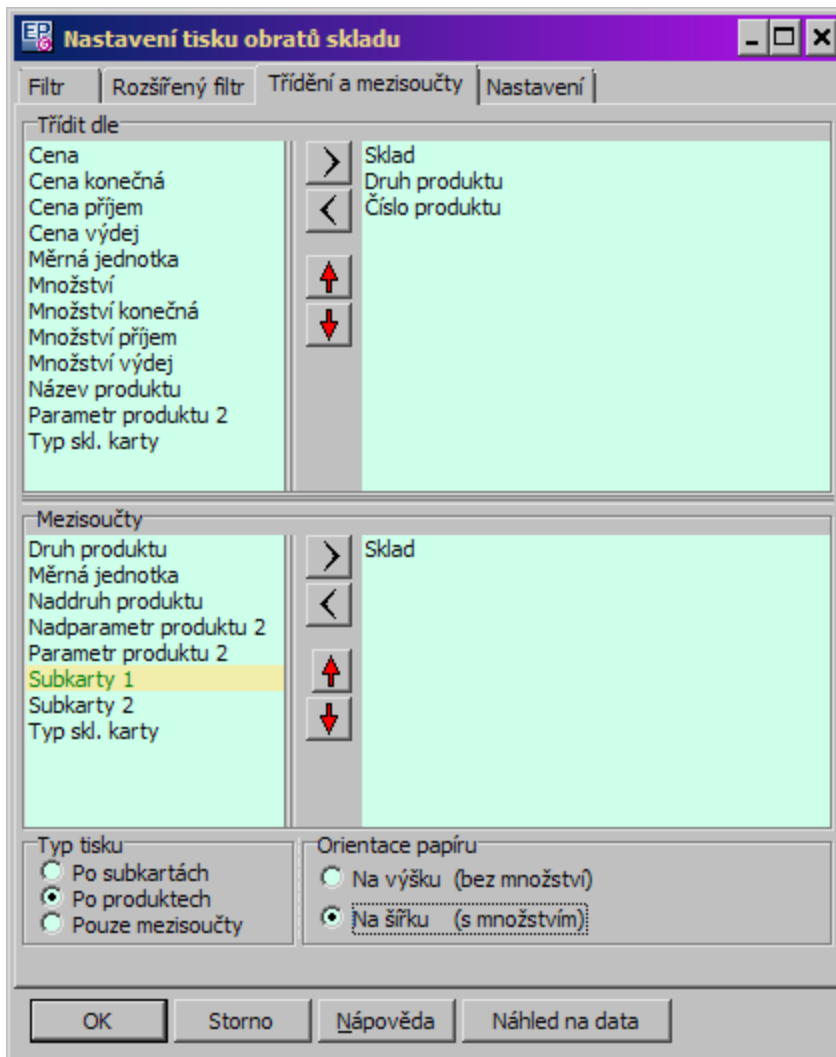 Nastavení tisku obratů skladu
Filtr
Rozšířený filtr
Třídění a mezisoučty
Nastavení
Třídit dle
Cena
Cena konečná
Cena příjem
Cena výdej
Měrná jednotka
Množství
Množství konečná
Množství příjem
Množství výdej
Název produktu
Parametr produktu 2
Typ skl. karty
Sklad
Druh produktu
Číslo produktu
Mezisoučty
Druh produktu
Měrná jednotka
Naddruh produktu
Nadparametr produktu 2
Parametr produktu 2
Subkarty 1
Subkarty 2
Typ skl. karty
Sklad
Typ tisku
Po subkartách
Po produktech
Pouze mezisoučty
Orientace papíru
Na výšku (bez množství)
Na šířku (s množstvím)
OK
Storno
Nápověda
Náhled na data